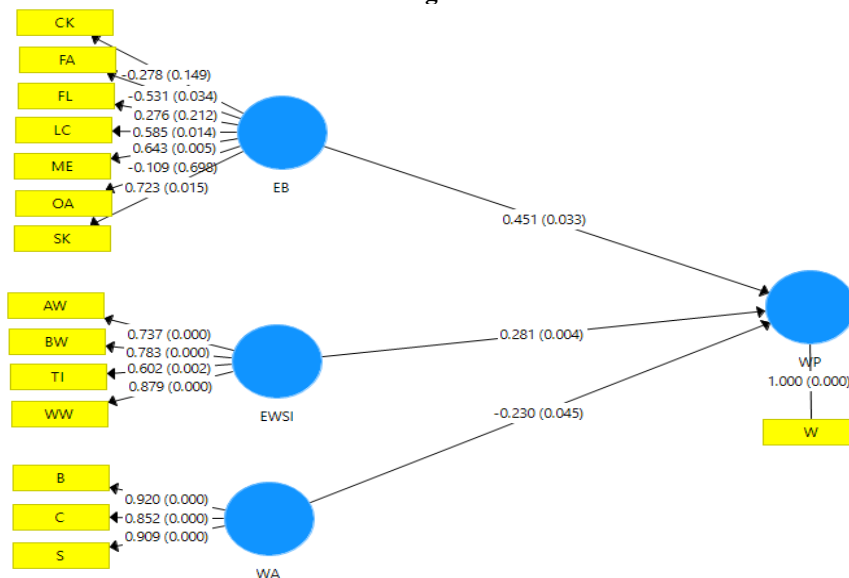 CK
FA
FL
LC
ME
OA
SK
-0.278 (0.149)
-0.531 (0.034)
0.276 (0.212)
0.585 (0.014)
0.643 (0.005)
-0.109 (0.698)
0.723 (0.015)
EB
0.451 (0.033)
AW
BW
TI
WW
0.737 (0.000)
0.783 (0.000)
0.602 (0.002)
0.879 (0.000)
EWSI
0.281 (0.004)
B
C
S
0.920 (0.000)
0.852 (0.000)
0.909 (0.000)
WA
-0.230 (0.045)
WP
1.000 (0.000)
W